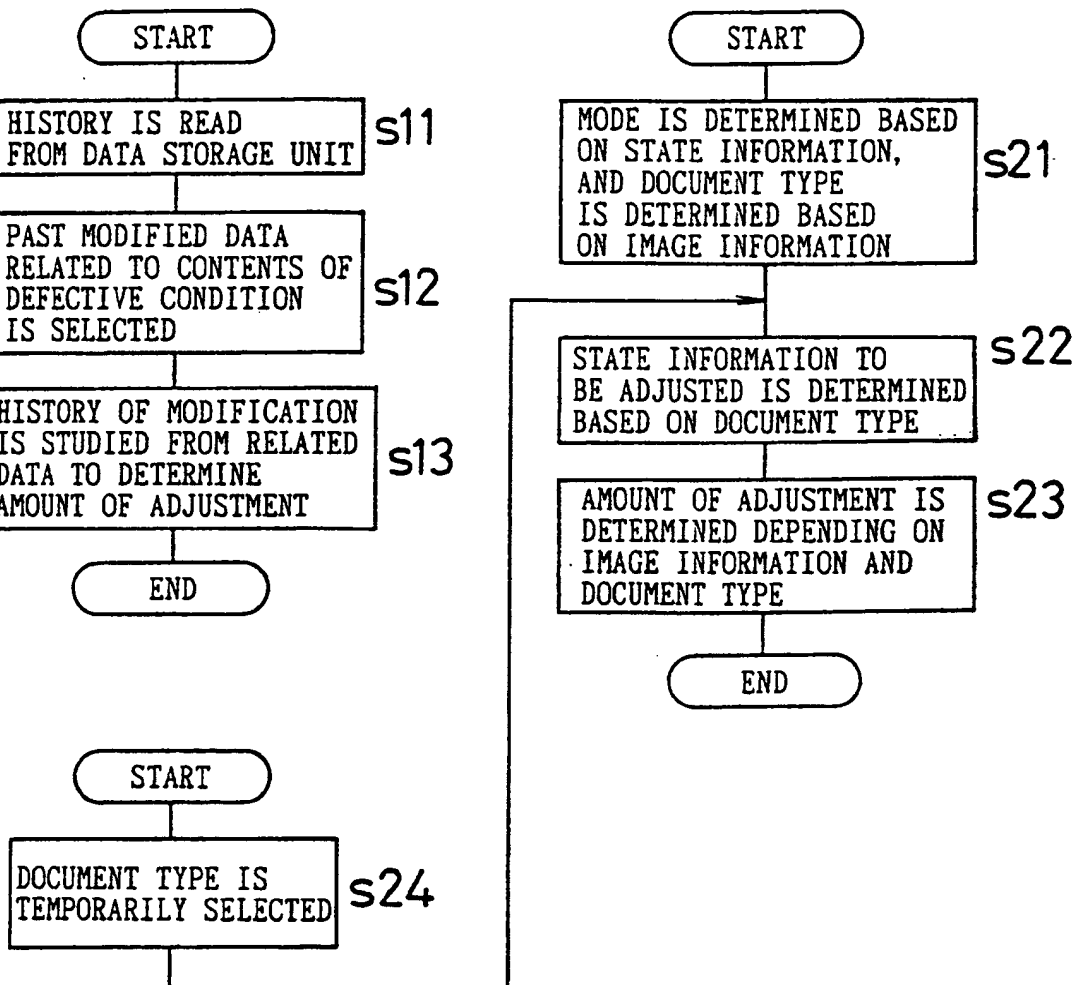 START
HISTORY IS READ
FROM DATA STORAGE UNIT
s11
PAST MODIFIED DATA
RELATED TO CONTENTS OF
DEFECTIVE CONDITION
IS SELECTED
s12
HISTORY OF MODIFICATION
IS STUDIED FROM RELATED
DATA TO DETERMINE
AMOUNT OF ADJUSTMENT
s13
END
START
DOCUMENT TYPE IS
TEMPORARILY SELECTED
s24
START
MODE IS DETERMINED BASED
ON STATE INFORMATION,
AND DOCUMENT TYPE
IS DETERMINED BASED
ON IMAGE INFORMATION
s21
STATE INFORMATION TO
BE ADJUSTED IS DETERMINED
BASED ON DOCUMENT TYPE
s22
AMOUNT OF ADJUSTMENT IS
DETERMINED DEPENDING ON
IMAGE INFORMATION AND
DOCUMENT TYPE
s23
END